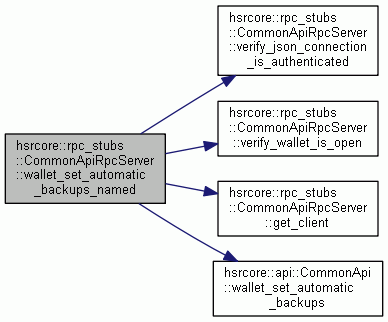 hsrcore::rpc_stubs
::CommonApiRpcServer
::wallet_set_automatic
_backups_named
hsrcore::rpc_stubs
::CommonApiRpcServer
::verify_json_connection
_is_authenticated
hsrcore::rpc_stubs
::CommonApiRpcServer
::verify_wallet_is_open
hsrcore::rpc_stubs
::CommonApiRpcServer
::get_client
hsrcore::api::CommonApi
::wallet_set_automatic
_backups